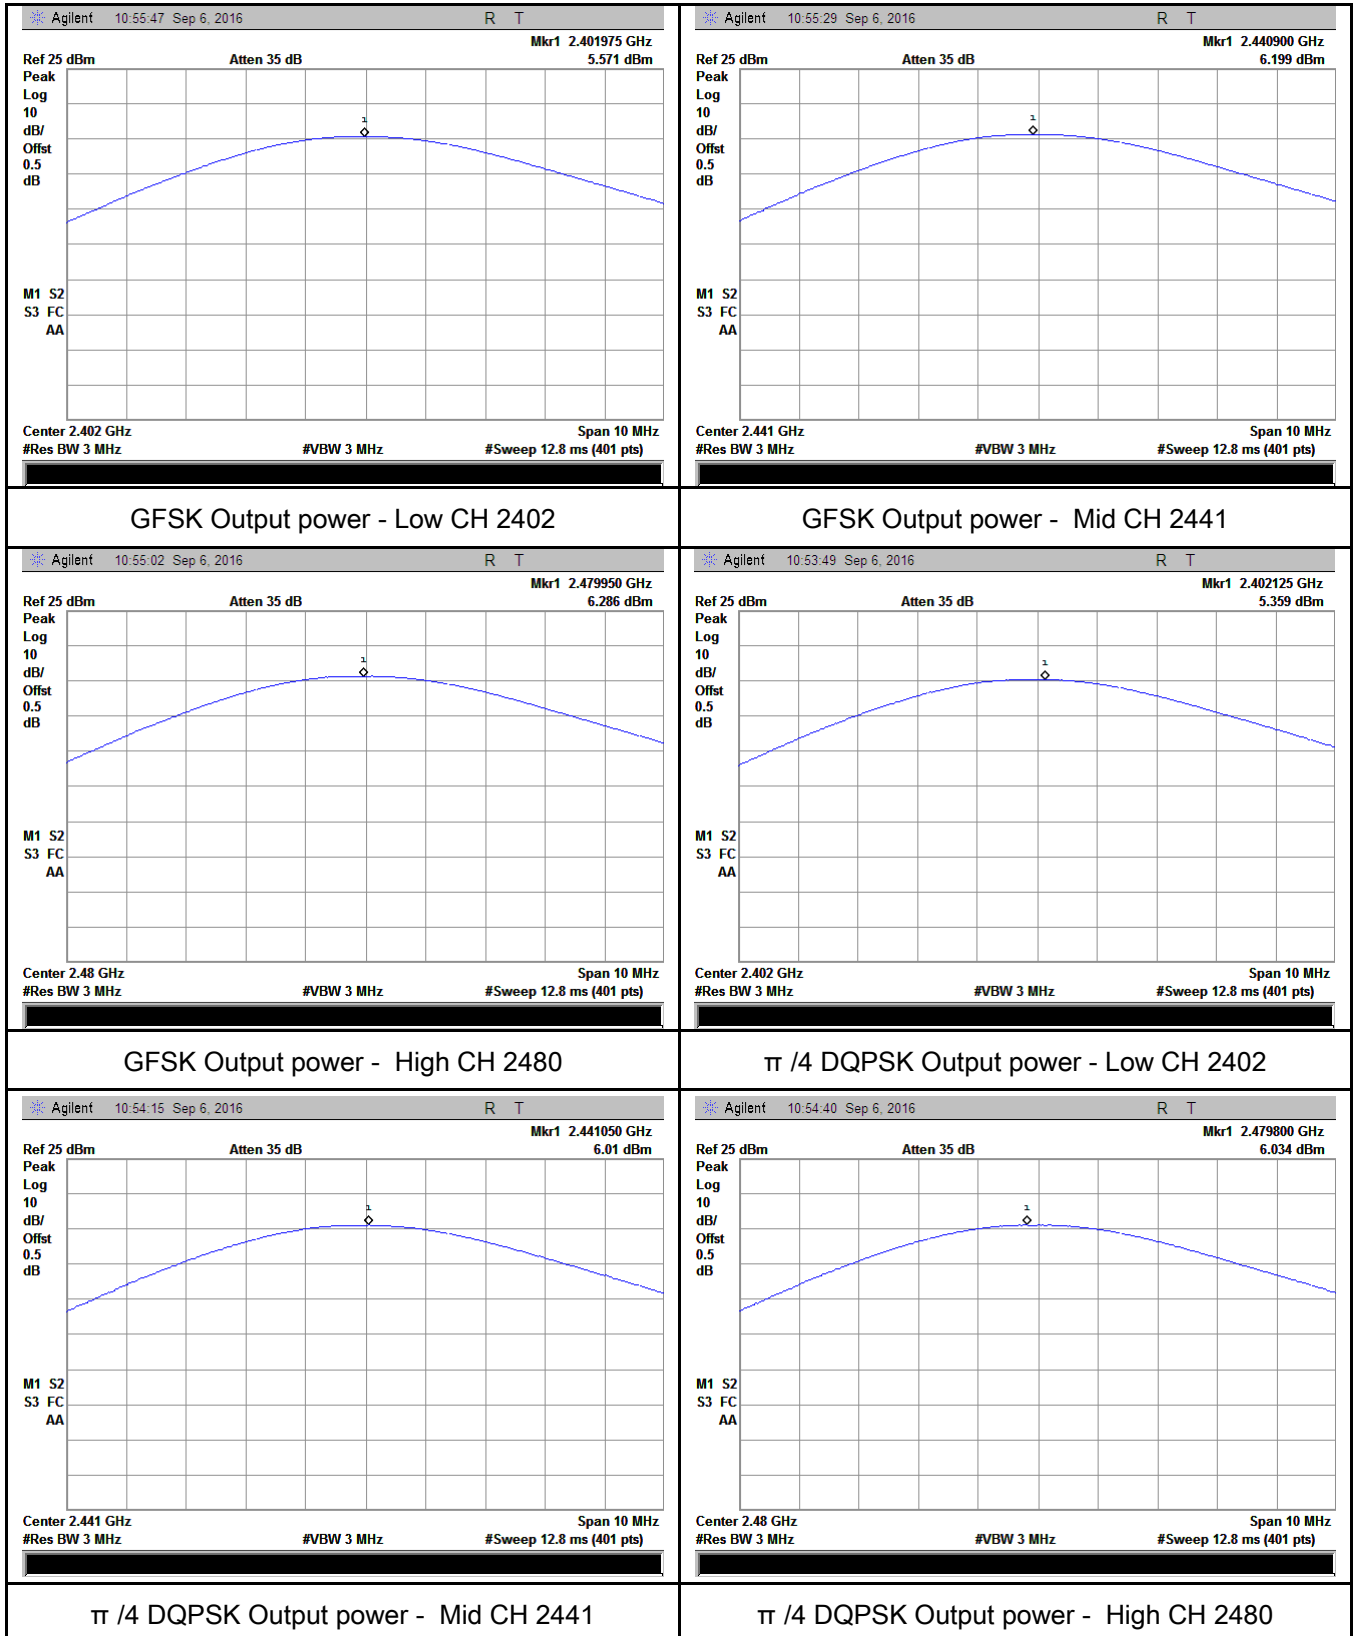 Agilent 10:55:47 Sep 6, 2016 R T
Mkr1 2.401975 GHz
Ref 25 dBm Atten 35 dB 5.571 dBm
Peak
Log
10
dB/
Offst
0.5
dB
1
M1 S2
S3 FC
AA
Center 2.402 GHz Span 10 MHz
#Res BW 3 MHz #VBW 3 MHz #Sweep 12.8 ms (401 pts)
GFSK Output power - Low CH 2402
Agilent 10:55:29 Sep 6, 2016 R T
Mkr1 2.440900 GHz
Ref 25 dBm Atten 35 dB 6.199 dBm
Peak
Log
10
dB/
Offst
0.5
dB
1
M1 S2
S3 FC
AA
Center 2.441 GHz Span 10 MHz
#Res BW 3 MHz #VBW 3 MHz #Sweep 12.8 ms (401 pts)
GFSK Output power - Mid CH 2441
Agilent 10:55:02 Sep 6, 2016 R T
Mkr1 2.479950 GHz
Ref 25 dBm Atten 35 dB 6.286 dBm
Peak
Log
10
dB/
Offst
0.5
dB
1
M1 S2
S3 FC
AA
Center 2.48 GHz Span 10 MHz
#Res BW 3 MHz #VBW 3 MHz #Sweep 12.8 ms (401 pts)
GFSK Output power - High CH 2480
Agilent 10:53:49 Sep 6, 2016 R T
Mkr1 2.402125 GHz
Ref 25 dBm Atten 35 dB 5.359 dBm
Peak
Log
10
dB/
Offst
0.5
dB
1
M1 S2
S3 FC
AA
Center 2.402 GHz Span 10 MHz
#Res BW 3 MHz #VBW 3 MHz #Sweep 12.8 ms (401 pts)
π /4 DQPSK Output power - Low CH 2402
Agilent 10:54:15 Sep 6, 2016 R T
Mkr1 2.441050 GHz
Ref 25 dBm Atten 35 dB 6.01 dBm
Peak
Log
10
dB/
Offst
0.5
dB
1
M1 S2
S3 FC
AA
Center 2.441 GHz Span 10 MHz
#Res BW 3 MHz #VBW 3 MHz #Sweep 12.8 ms (401 pts)
π /4 DQPSK Output power - Mid CH 2441
Agilent 10:54:40 Sep 6, 2016 R T
Mkr1 2.479800 GHz
Ref 25 dBm Atten 35 dB 6.034 dBm
Peak
Log
10
dB/
Offst
0.5
dB
1
M1 S2
S3 FC
AA
Center 2.48 GHz Span 10 MHz
#Res BW 3 MHz #VBW 3 MHz #Sweep 12.8 ms (401 pts)
π /4 DQPSK Output power - High CH 2480